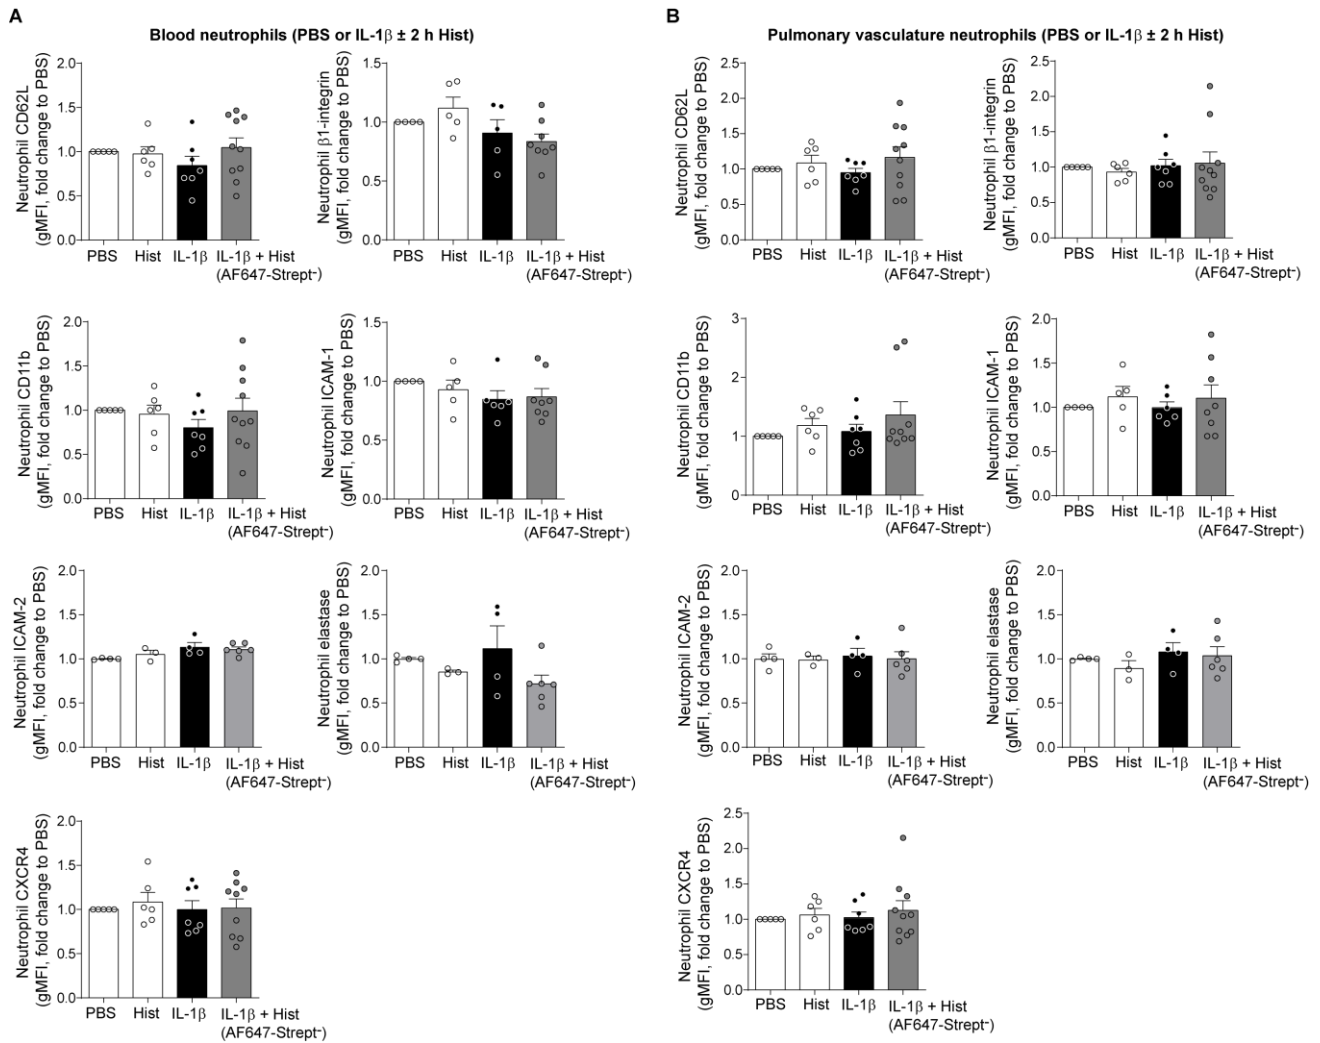 A
Blood neutrophils (PBS or IL-1β ± 2 h Hist)
Neutrophil CD62L
(gMFI, fold change to PBS)
2.0
1.5
1.0
0.5
0.0
PBS Hist IL-1β IL-1β + Hist
(AF647-Strept⁻)
Neutrophil β1-integrin
(gMFI, fold change to PBS)
1.5
1.0
0.5
0.0
PBS Hist IL-1β IL-1β + Hist
(AF647-Strept⁻)
Neutrophil CD11b
(gMFI, fold change to PBS)
2.0
1.5
1.0
0.5
0.0
PBS Hist IL-1β IL-1β + Hist
(AF647-Strept⁻)
Neutrophil ICAM-1
(gMFI, fold change to PBS)
1.5
1.0
0.5
0.0
PBS Hist IL-1β IL-1β + Hist
(AF647-Strept⁻)
Neutrophil ICAM-2
(gMFI, fold change to PBS)
2.0
1.5
1.0
0.5
0.0
PBS Hist IL-1β IL-1β + Hist
(AF647-Strept⁻)
Neutrophil elastase
(gMFI, fold change to PBS)
2.0
1.5
1.0
0.5
0.0
PBS Hist IL-1β IL-1β + Hist
(AF647-Strept⁻)
Neutrophil CXCR4
(gMFI, fold change to PBS)
2.0
1.5
1.0
0.5
0.0
PBS Hist IL-1β IL-1β + Hist
(AF647-Strept⁻)
B
Pulmonary vasculature neutrophils (PBS or IL-1β ± 2 h Hist)
Neutrophil CD62L
(gMFI, fold change to PBS)
2.5
2.0
1.5
1.0
0.5
0.0
PBS Hist IL-1β IL-1β + Hist
(AF647-Strept⁻)
Neutrophil β1-integrin
(gMFI, fold change to PBS)
2.5
2.0
1.5
1.0
0.5
0.0
PBS Hist IL-1β IL-1β + Hist
(AF647-Strept⁻)
Neutrophil CD11b
(gMFI, fold change to PBS)
3
2
1
0
PBS Hist IL-1β IL-1β + Hist
(AF647-Strept⁻)
Neutrophil ICAM-1
(gMFI, fold change to PBS)
2.0
1.5
1.0
0.5
0.0
PBS Hist IL-1β IL-1β + Hist
(AF647-Strept⁻)
Neutrophil ICAM-2
(gMFI, fold change to PBS)
2.0
1.5
1.0
0.5
0.0
PBS Hist IL-1β IL-1β + Hist
(AF647-Strept⁻)
Neutrophil elastase
(gMFI, fold change to PBS)
2.0
1.5
1.0
0.5
0.0
PBS Hist IL-1β IL-1β + Hist
(AF647-Strept⁻)
Neutrophil CXCR4
(gMFI, fold change to PBS)
2.5
2.0
1.5
1.0
0.5
0.0
PBS Hist IL-1β IL-1β + Hist
(AF647-Strept⁻)